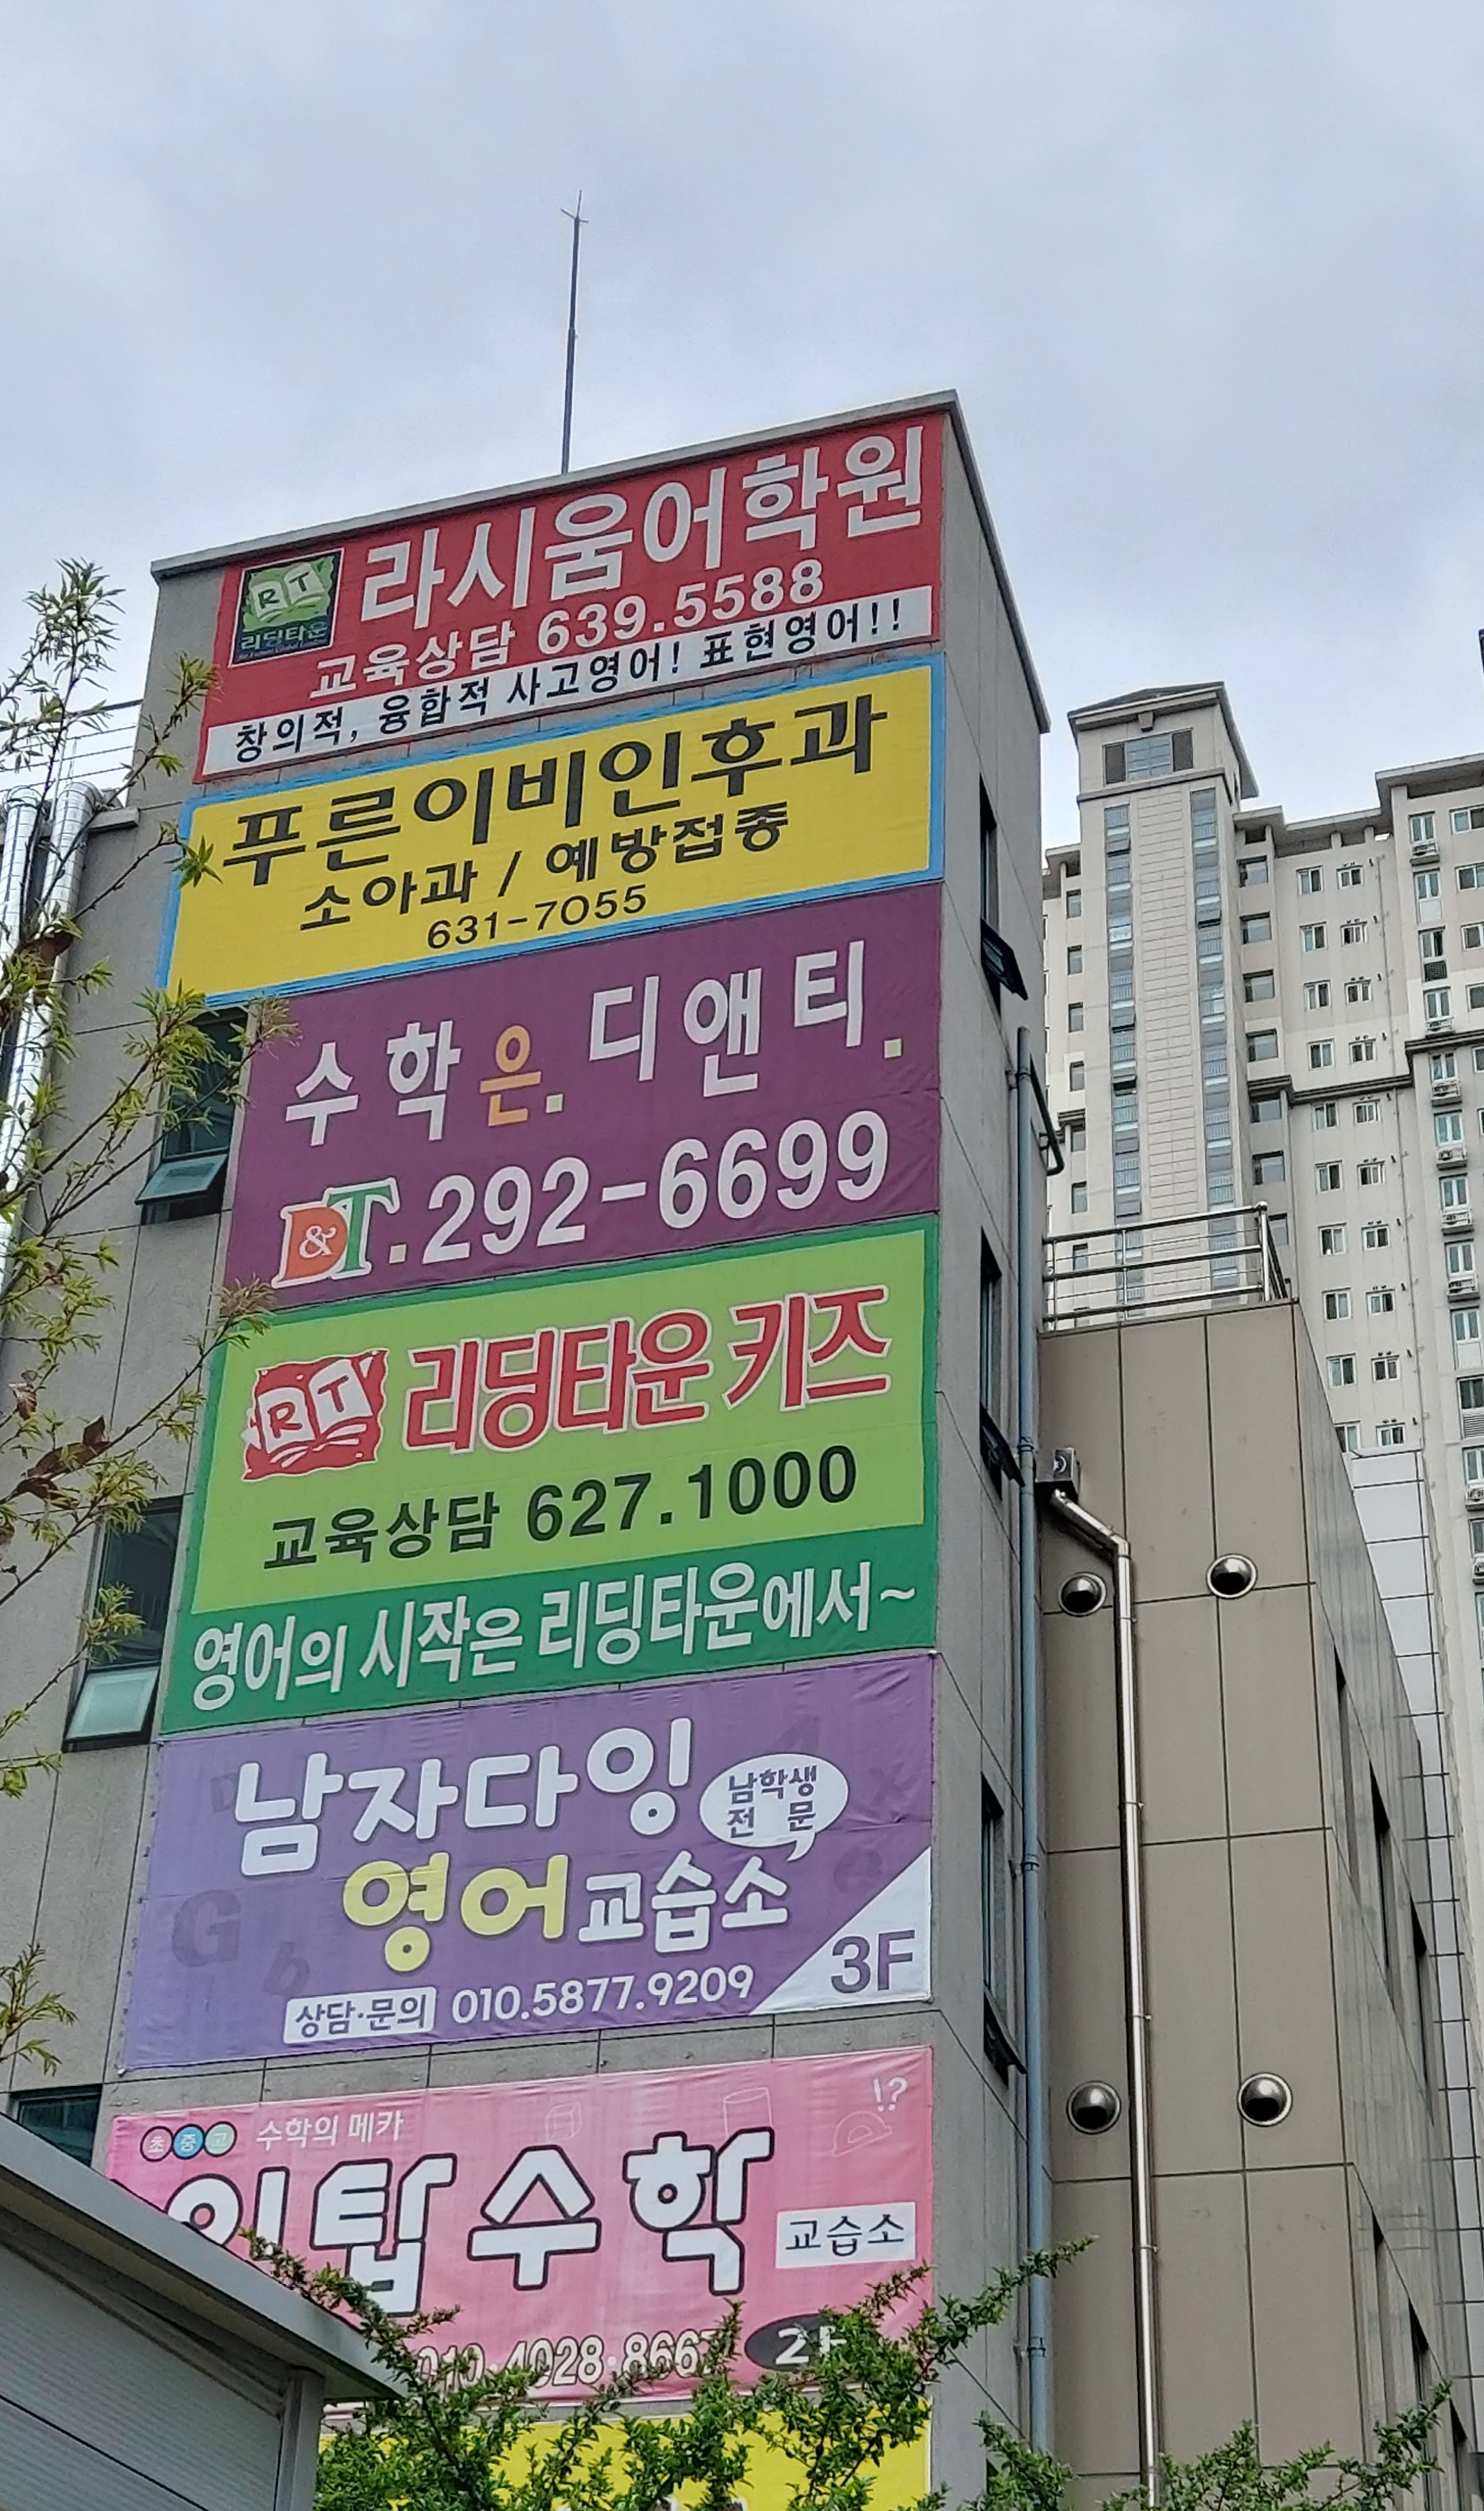 라시움어학원
RT
리딩타운
교육상담 639.5588
창의적, 융합적 사고영어! 표현영어!!
푸른이비인후과
소아과 / 예방접종
631-7055
수학은. 디앤티.
D&T. 292-6699
RT 리딩타운 키즈
교육상담 627.1000
영어의 시작은 리딩타운에서~
남자다잉
남학생
전문
영어교습소
3F
상담·문의 010.5877.9209
초중고 수학의 메카
!?
탑수학
교습소
010-4028-8667